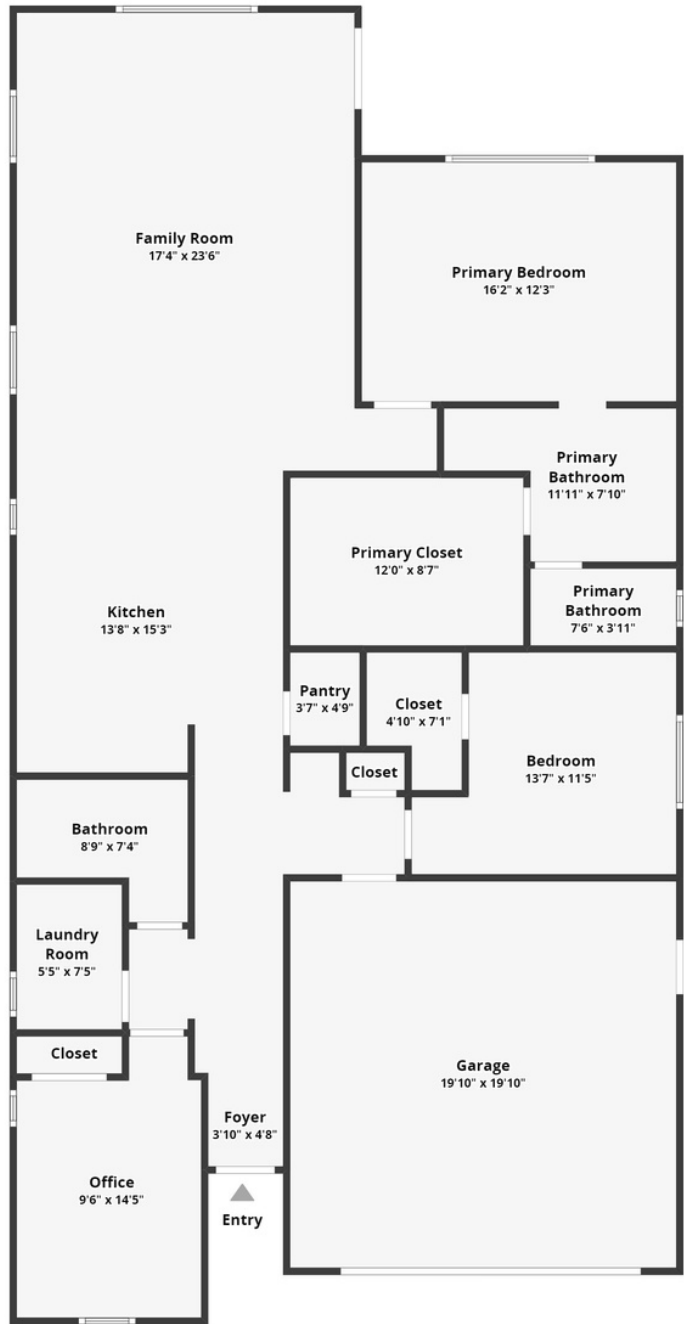 Family Room
17'4" x 23'6"
Primary Bedroom
16'2" x 12'3"
Primary
Bathroom
11'11" x 7'10"
Primary Closet
12'0" x 8'7"
Primary
Bathroom
7'6" x 3'11"
Kitchen
13'8" x 15'3"
Pantry
3'7" x 4'9"
Closet
4'10" x 7'1"
Closet
Bedroom
13'7" x 11'5"
Bathroom
8'9" x 7'4"
Laundry
Room
5'5" x 7'5"
Closet
Garage
19'10" x 19'10"
Foyer
3'10" x 4'8"
Office
9'6" x 14'5"
Entry